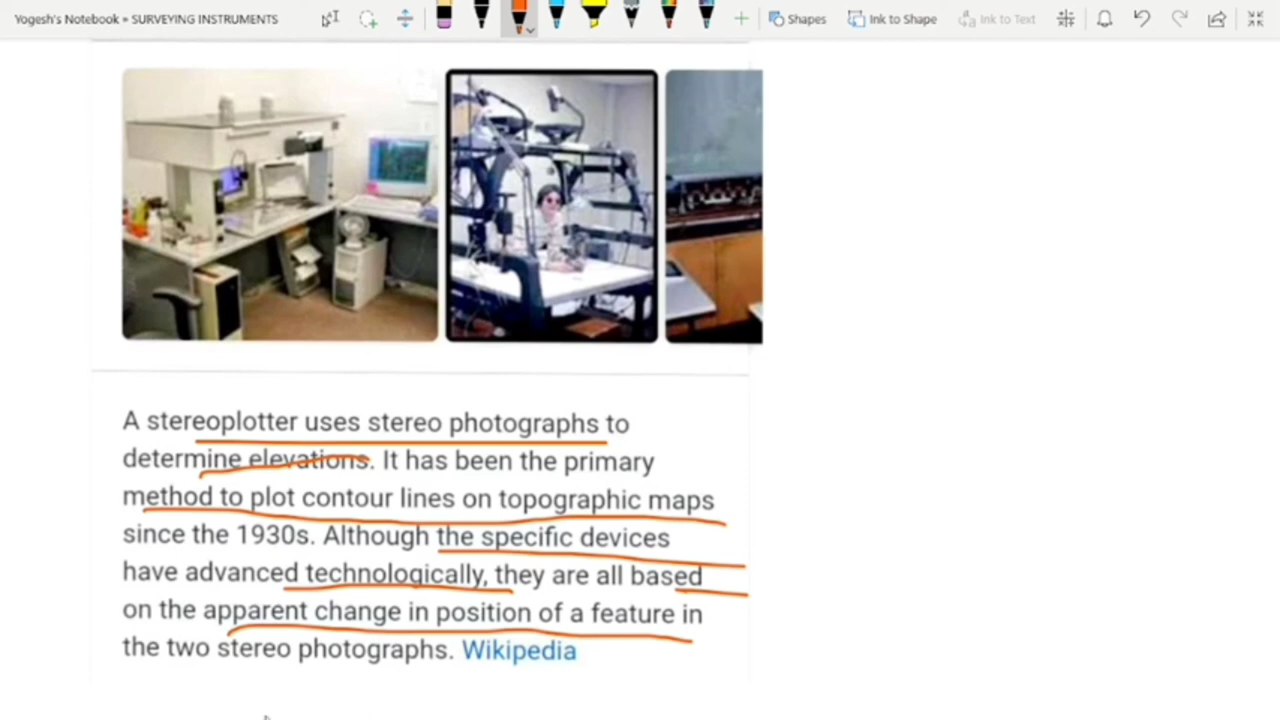 Yogesh's Notebook » SURVEYING INSTRUMENTS
Shapes
Ink to Shape
Ink to Text
A stereoplotter uses stereo photographs to
determine elevations. It has been the primary
method to plot contour lines on topographic maps
since the 1930s. Although the specific devices
have advanced technologically, they are all based
on the apparent change in position of a feature in
the two stereo photographs. Wikipedia